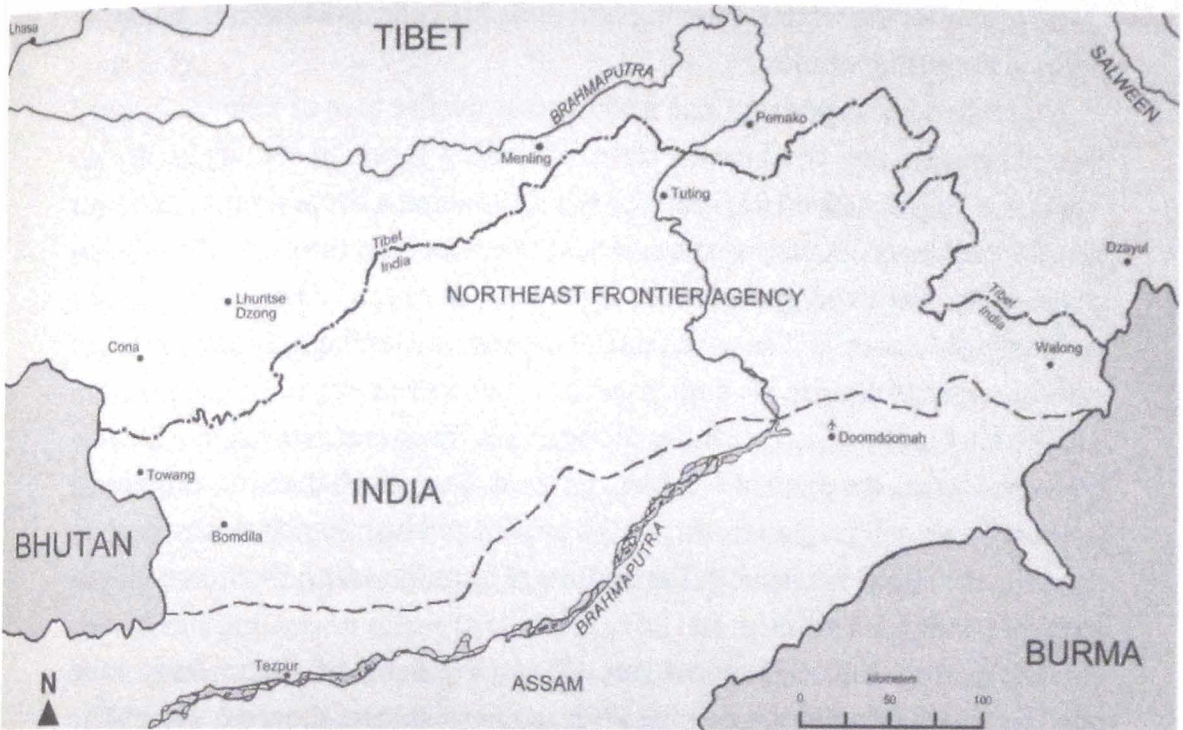 Lhasa
TIBET
BRAHMAPUTRA
SALWEEN
Pemako
Menling
Tuting
Tibet
India
Dzayul
Lhuntse
Dzong
NORTHEAST FRONTIER AGENCY
Tibet
India
Cona
Walong
Doomdoomah
Towang
INDIA
BHUTAN
Bomdila
BRAHMAPUTRA
BURMA
Tezpur
N
ASSAM
kilometers
0 50 100